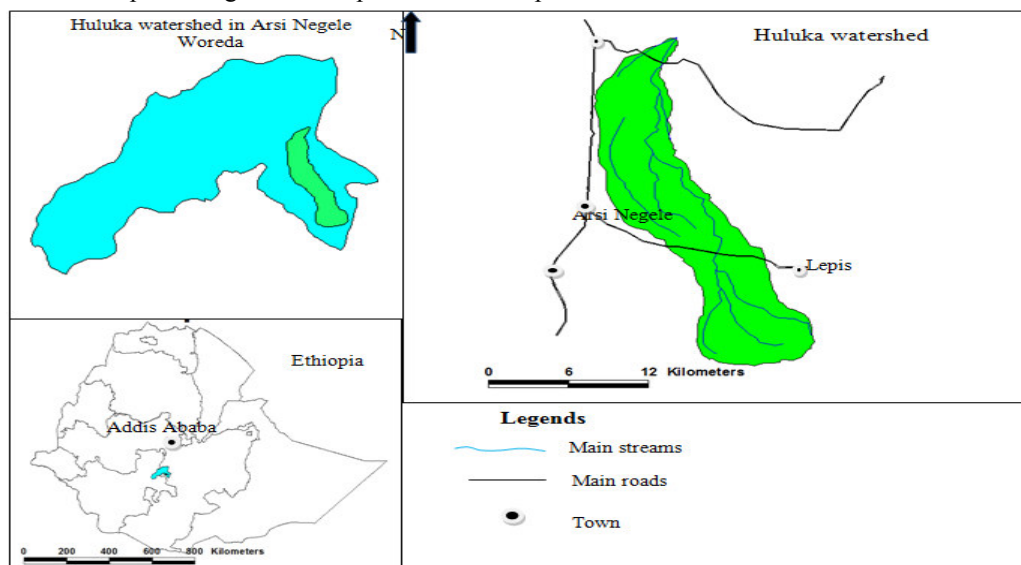 Huluka watershed in Arsi Negele
Woreda
N
Huluka watershed
Arsi Negele
Lepis
0 6 12 Kilometers
Ethiopia
Addis Ababa
0 200 400 600 800 Kilometers
Legends
Main streams
Main roads
Town